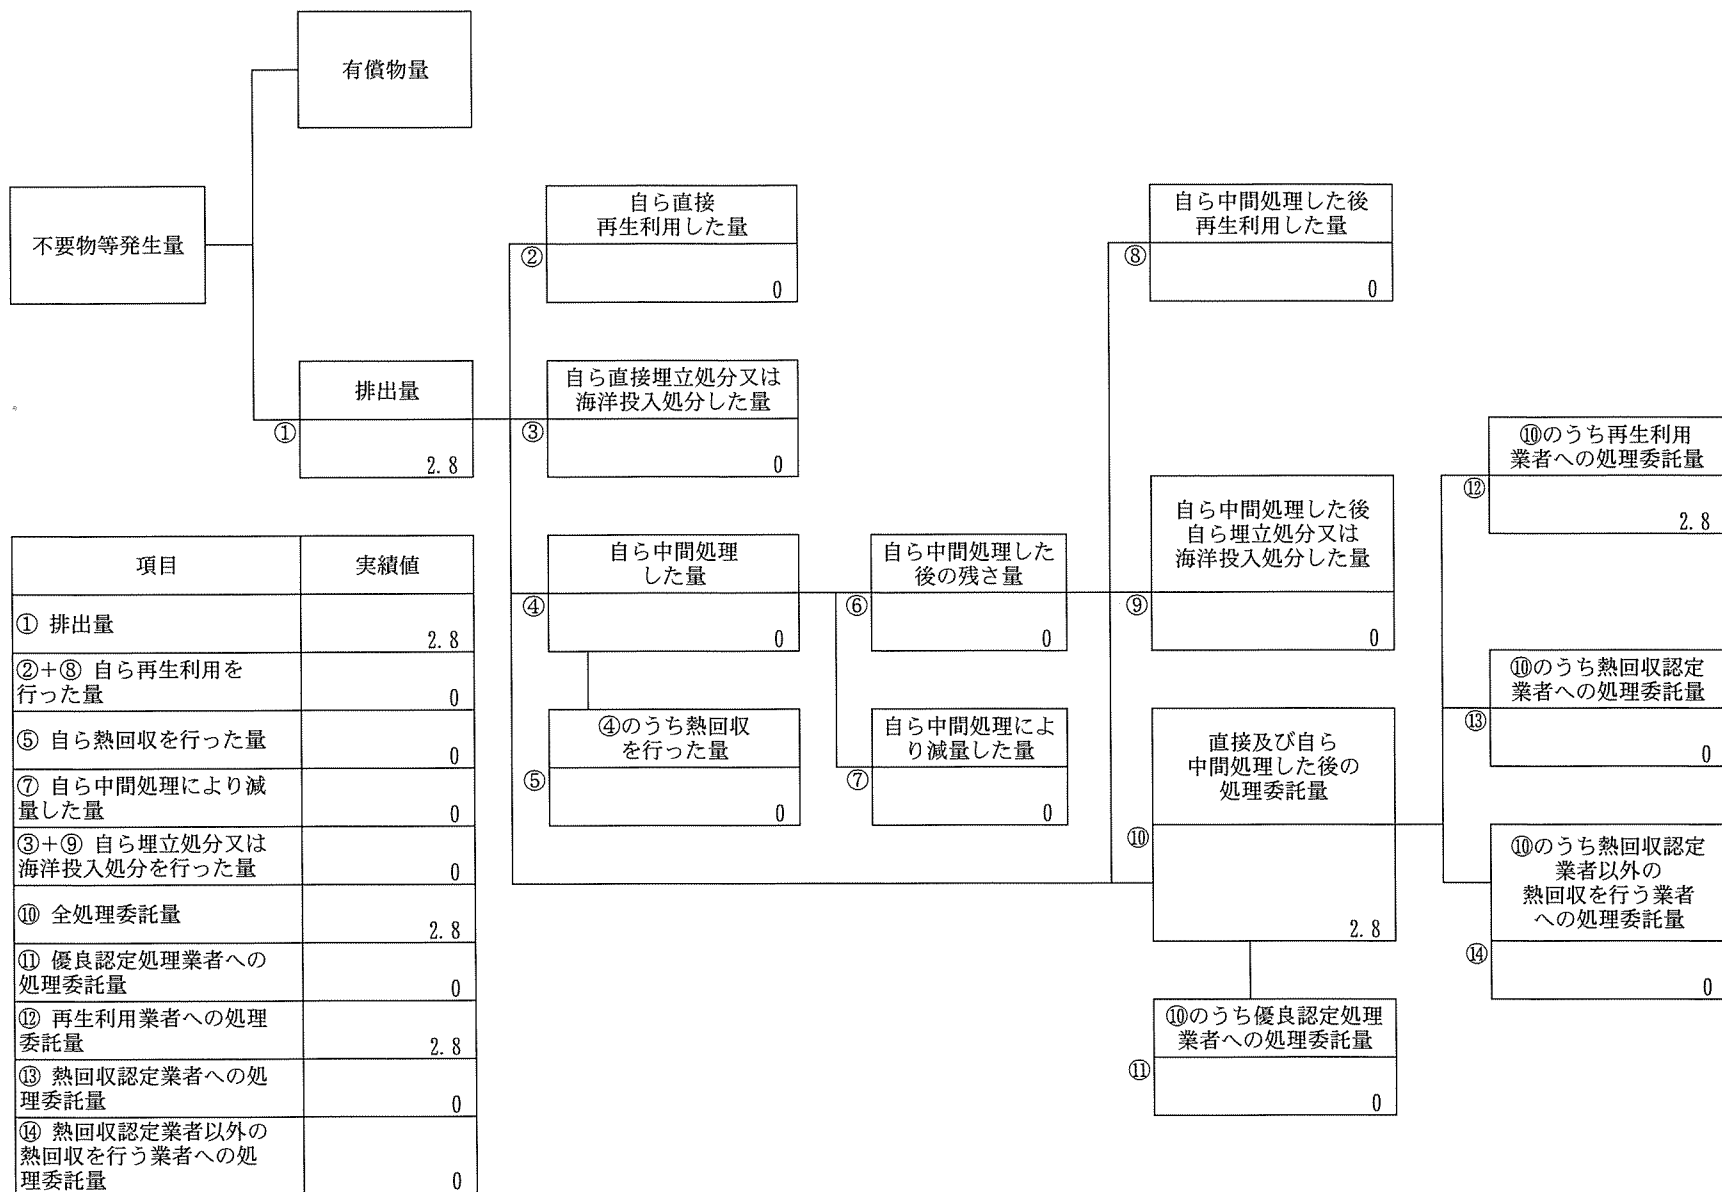 有償物量
不要物等発生量
排出量
①
2.8
自ら直接
再生利用した量
②
0
自ら直接埋立処分又は
海洋投入処分した量
③
0
自ら中間処理
した量
④
0
④のうち熱回収
を行った量
⑤
0
自ら中間処理した
後の残さ量
⑥
0
自ら中間処理によ
り減量した量
⑦
0
自ら中間処理した後
再生利用した量
⑧
0
自ら中間処理した後
自ら埋立処分又は
海洋投入処分した量
⑨
0
直接及び自ら
中間処理した後の
処理委託量
⑩
2.8
⑩のうち優良認定処理
業者への処理委託量
⑪
0
⑩のうち再生利用
業者への処理委託量
⑫
2.8
⑩のうち熱回収認定
業者への処理委託量
⑬
0
⑩のうち熱回収認定
業者以外の
熱回収を行う業者
への処理委託量
⑭
0
項目 実績値
① 排出量
2.8
②+⑧ 自ら再生利用を
行った量 0
⑤ 自ら熱回収を行った量
0
⑦ 自ら中間処理により減
量した量 0
③+⑨ 自ら埋立処分又は
海洋投入処分を行った量 0
⑩ 全処理委託量
2.8
⑪ 優良認定処理業者への
処理委託量 0
⑫ 再生利用業者への処理
委託量 2.8
⑬ 熱回収認定業者への処
理委託量 0
⑭ 熱回収認定業者以外の
熱回収を行う業者への処
理委託量 0